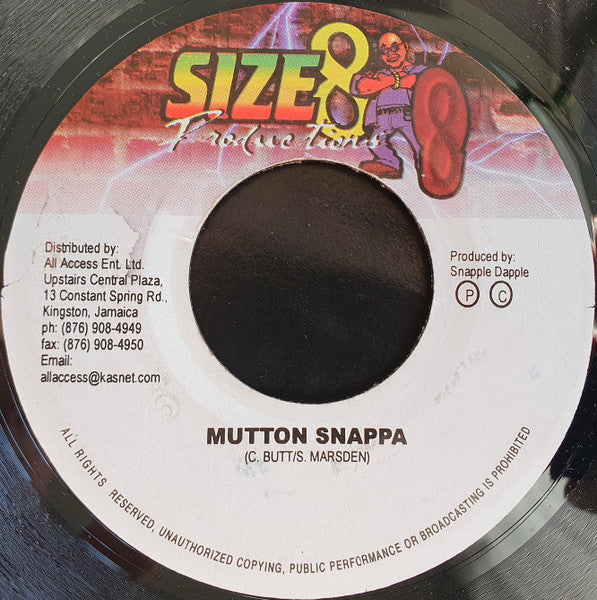 SIZE 8
Productions
8
Distributed by:
All Access Ent. Ltd.
Upstairs Central Plaza,
13 Constant Spring Rd.,
Kingston, Jamaica
ph: (876) 908-4949
fax: (876) 908-4950
Email:
allaccess@kasnet.com
Produced by:
Snapple Dapple
P C
MUTTON SNAPPA
(C. BUTT/S. MARSDEN)
ALL RIGHTS RESERVED, UNAUTHORIZED COPYING, PUBLIC PERFORMANCE OR BROADCASTING IS PROHIBITED